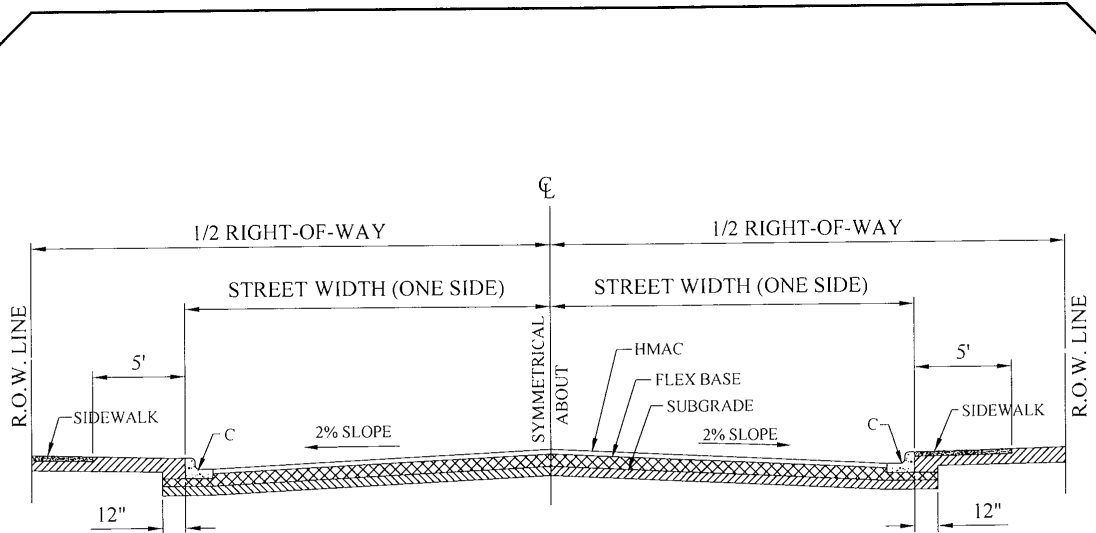 ℄
1/2 RIGHT-OF-WAY
1/2 RIGHT-OF-WAY
STREET WIDTH (ONE SIDE)
STREET WIDTH (ONE SIDE)
R.O.W. LINE
5'
SIDEWALK
C
2% SLOPE
SYMMETRICAL
ABOUT
HMAC
FLEX BASE
SUBGRADE
2% SLOPE
C
5'
SIDEWALK
R.O.W. LINE
12"
12"